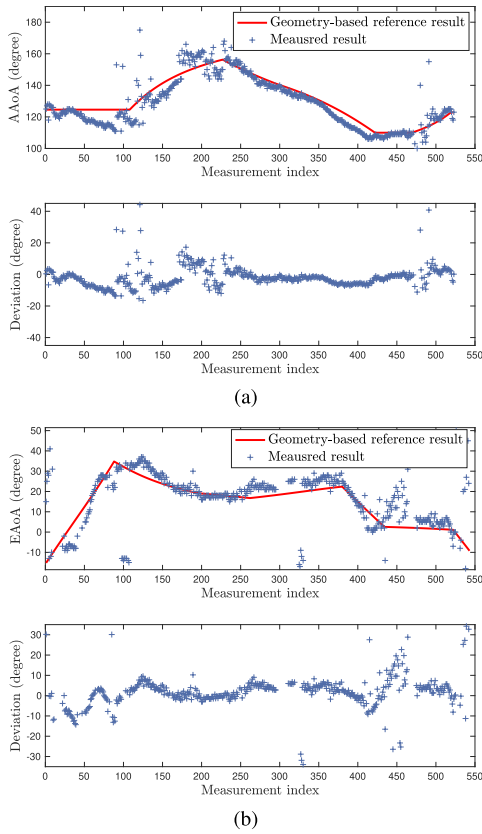 AAoA (degree)
180
160
140
120
100
Geometry-based reference result
Meausred result
0 50 100 150 200 250 300 350 400 450 500 550
Measurement index
Deviation (degree)
40
20
0
-20
-40
0 50 100 150 200 250 300 350 400 450 500 550
Measurement index
(a)
EAoA (degree)
50
40
30
20
10
0
-10
Geometry-based reference result
Meausred result
0 50 100 150 200 250 300 350 400 450 500 550
Measurement index
Deviation (degree)
30
20
10
0
-10
-20
-30
0 50 100 150 200 250 300 350 400 450 500 550
Measurement index
(b)